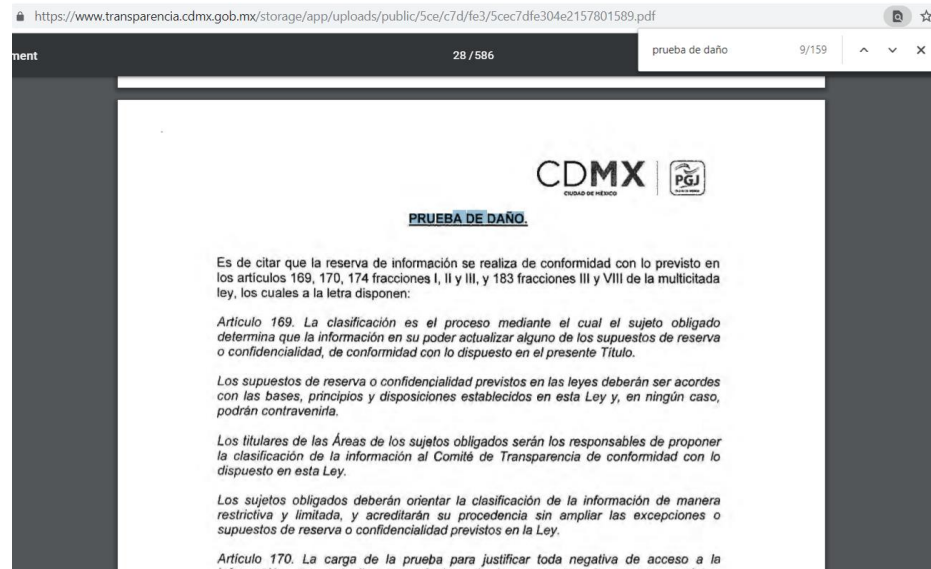 https://www.transparencia.cdmx.gob.mx/storage/app/uploads/public/5ce/c7d/fe3/5cec7dfe304e2157801589.pdf
ment
28 / 586
prueba de daño 9/159
CDMX
CIUDAD DE MÉXICO
PGJ
PRUEBA DE DAÑO.
Es de citar que la reserva de información se realiza de conformidad con lo previsto en
los artículos 169, 170, 174 fracciones I, II y III, y 183 fracciones III y VIII de la multicitada
ley, los cuales a la letra disponen:
Artículo 169. La clasificación es el proceso mediante el cual el sujeto obligado
determina que la información en su poder actualizar alguno de los supuestos de reserva
o confidencialidad, de conformidad con lo dispuesto en el presente Título.
Los supuestos de reserva o confidencialidad previstos en las leyes deberán ser acordes
con las bases, principios y disposiciones establecidos en esta Ley y, en ningún caso,
podrán contravenirla.
Los titulares de las Áreas de los sujetos obligados serán los responsables de proponer
la clasificación de la información al Comité de Transparencia de conformidad con lo
dispuesto en esta Ley.
Los sujetos obligados deberán orientar la clasificación de la información de manera
restrictiva y limitada, y acreditarán su procedencia sin ampliar las excepciones o
supuestos de reserva o confidencialidad previstos en la Ley.
Artículo 170. La carga de la prueba para justificar toda negativa de acceso a la